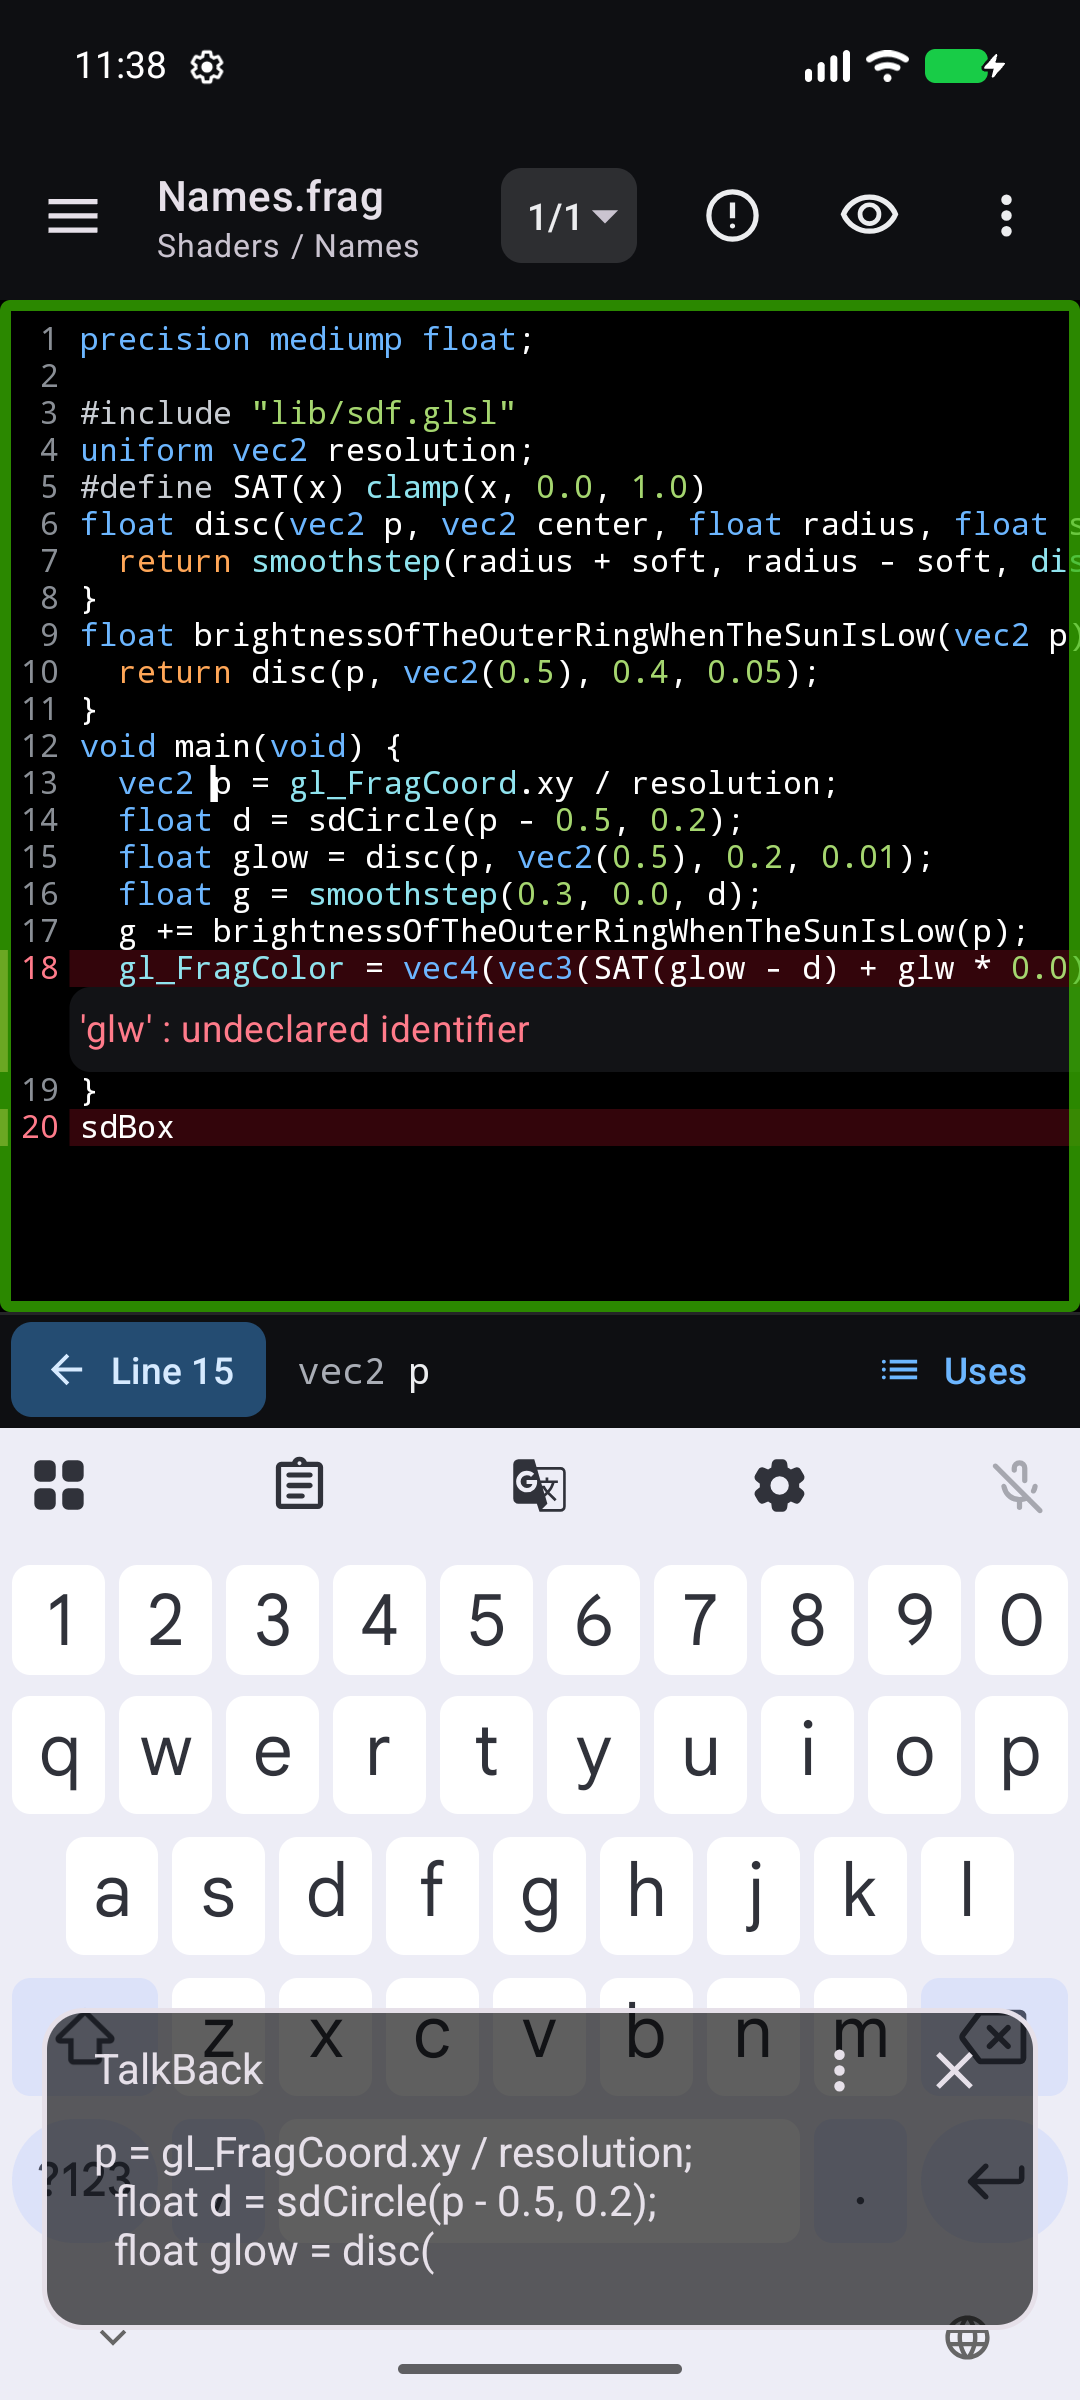 11:38
Names.frag
Shaders / Names
1/1
1 precision mediump float;
2
3 #include "lib/sdf.glsl"
4 uniform vec2 resolution;
5 #define SAT(x) clamp(x, 0.0, 1.0)
6 float disc(vec2 p, vec2 center, float radius, float s
7   return smoothstep(radius + soft, radius - soft, dis
8 }
9 float brightnessOfTheOuterRingWhenTheSunIsLow(vec2 p)
10   return disc(p, vec2(0.5), 0.4, 0.05);
11 }
12 void main(void) {
13   vec2 p = gl_FragCoord.xy / resolution;
14   float d = sdCircle(p - 0.5, 0.2);
15   float glow = disc(p, vec2(0.5), 0.2, 0.01);
16   float g = smoothstep(0.3, 0.0, d);
17   g += brightnessOfTheOuterRingWhenTheSunIsLow(p);
18   gl_FragColor = vec4(vec3(SAT(glow - d) + glw * 0.0)
'glw' : undeclared identifier
19 }
20 sdBox
Line 15 vec2 p Uses
1 2 3 4 5 6 7 8 9 0
q w e r t y u i o p
a s d f g h j k l
z x c v b n m
TalkBack
?123 .
p = gl_FragCoord.xy / resolution;
float d = sdCircle(p - 0.5, 0.2);
float glow = disc(